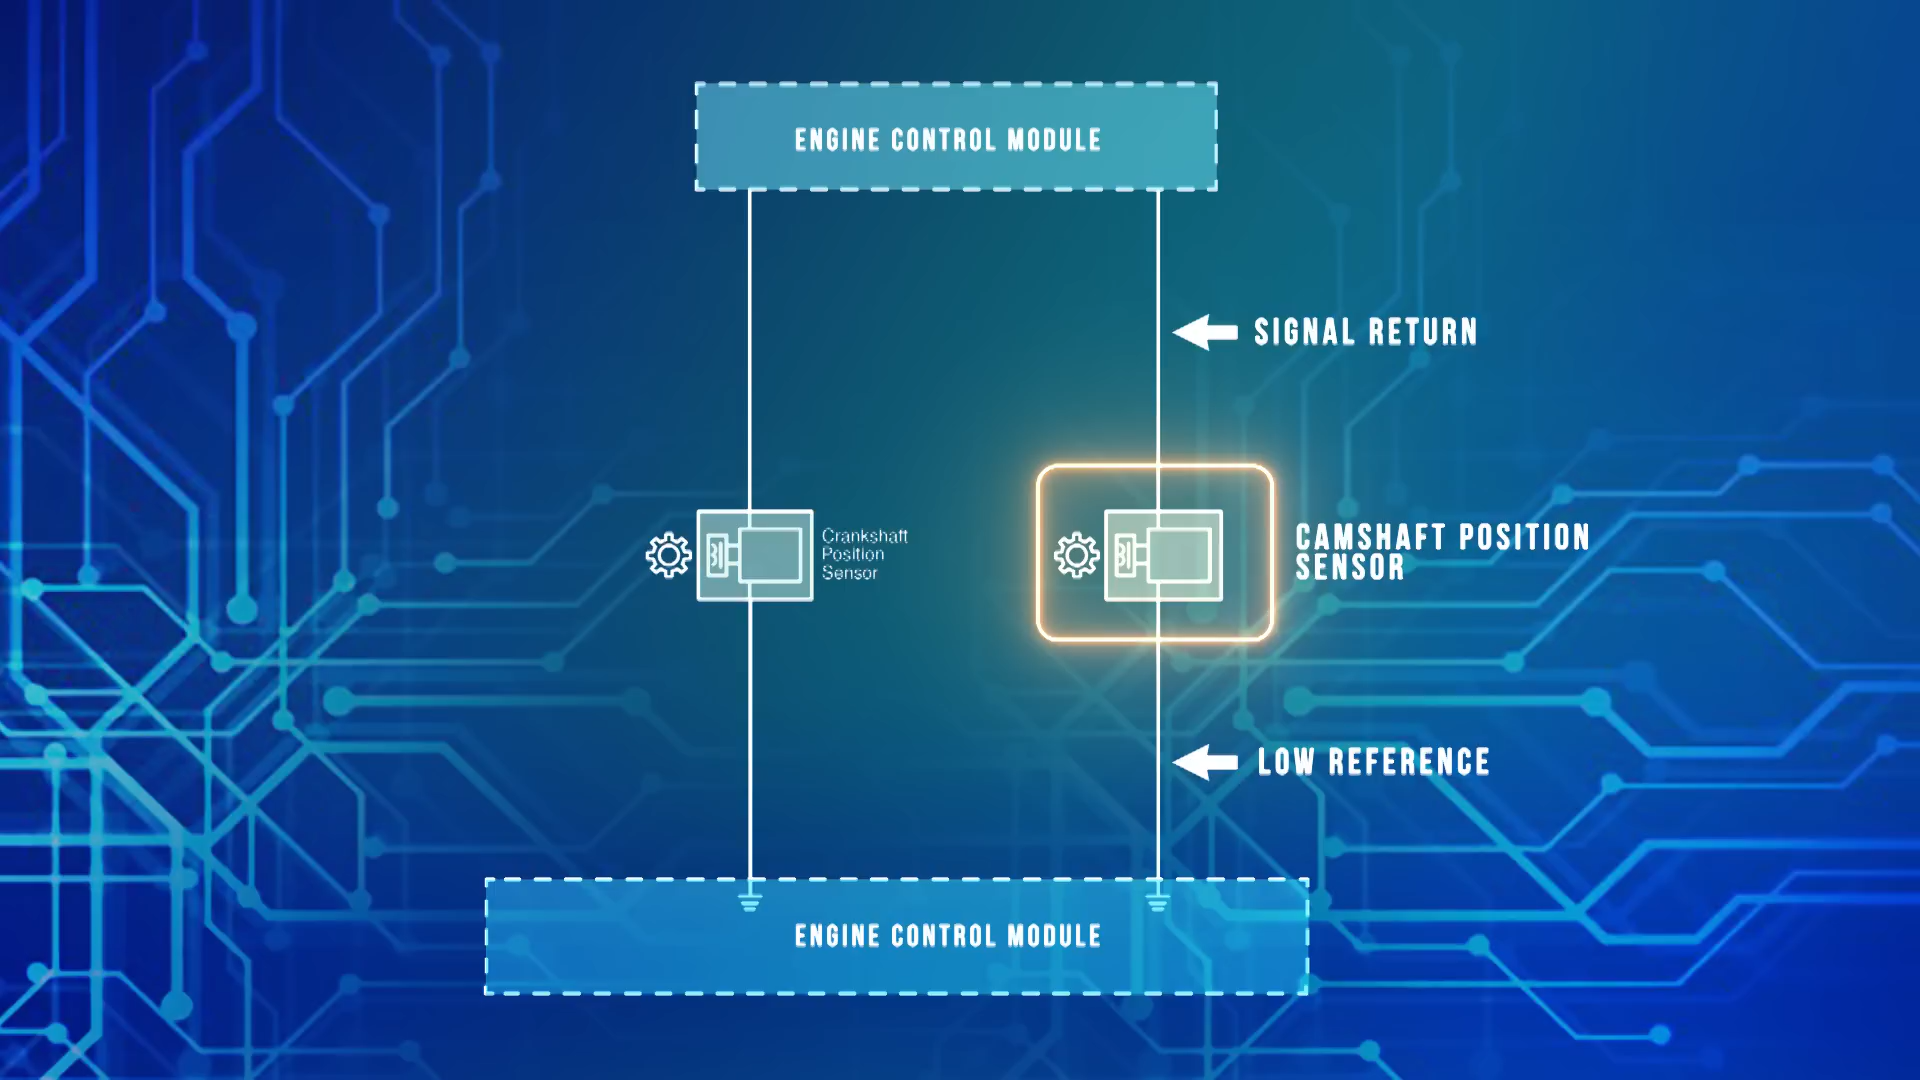 ENGINE CONTROL MODULE
SIGNAL RETURN
Crankshaft
Position
Sensor
CAMSHAFT POSITION
SENSOR
LOW REFERENCE
ENGINE CONTROL MODULE